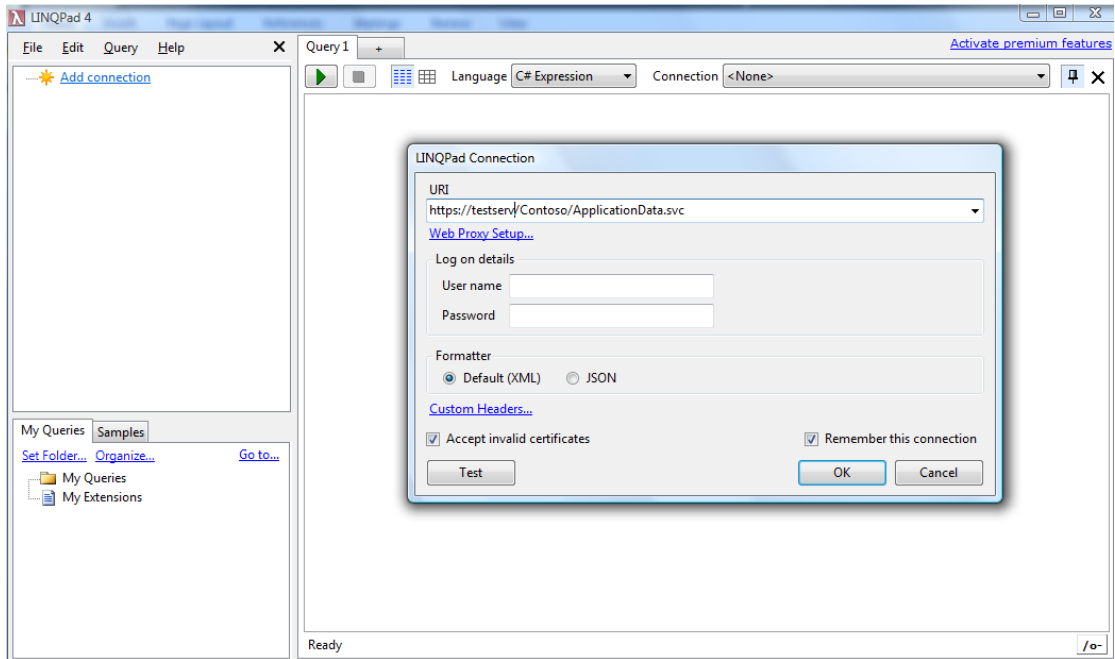 LINQPad 4
File Edit Query Help
Add connection
Query 1 +
Activate premium features
Language C# Expression Connection <None>
LINQPad Connection
URI
https://testserv/Contoso/ApplicationData.svc
Web Proxy Setup...
Log on details
User name
Password
Formatter
Default (XML) JSON
Custom Headers...
Accept invalid certificates Remember this connection
Test OK Cancel
My Queries Samples
Set Folder... Organize... Go to...
My Queries
My Extensions
Ready /o-